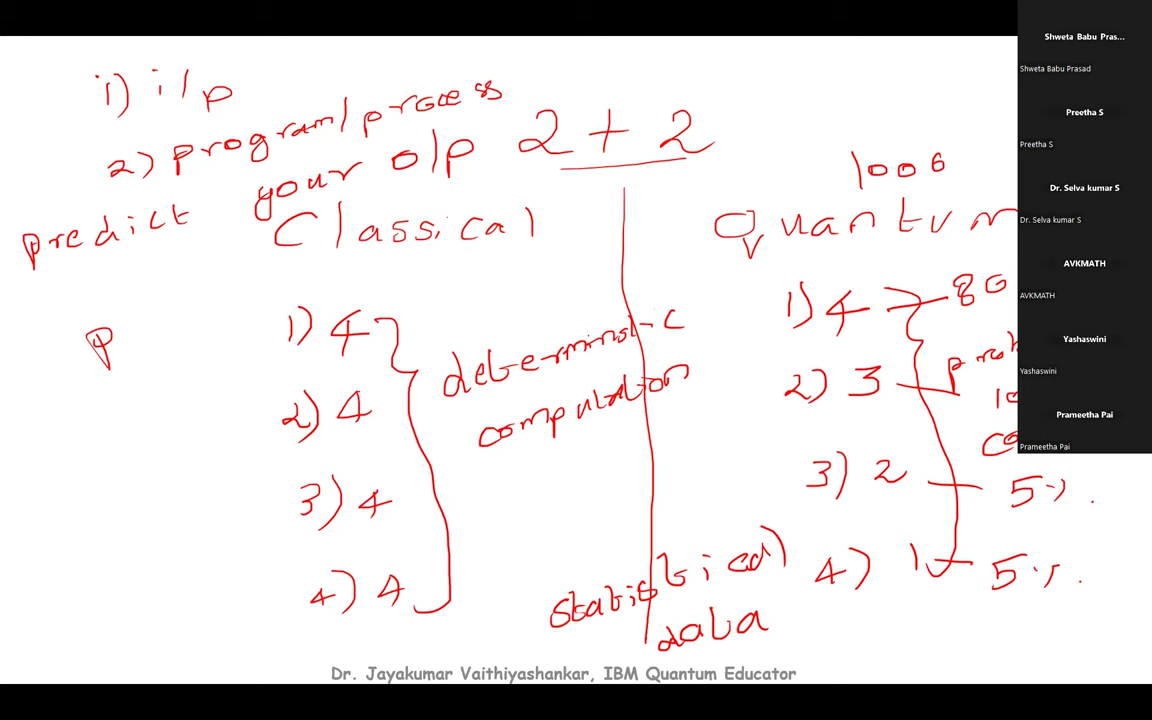 1) i/p
2) program/process
predict your o/p 2 + 2
Classical
1) 4
2) 4
3) 4
4) 4
determinist-c
computation
1000
Quantum
1) 4 80
2) 3
3) 2 5%.
4) 1 5%.
statistical
data
P
Dr. Jayakumar Vaithiyashankar, IBM Quantum Educator
Shweta Babu Pras...
Shweta Babu Prasad
Preetha S
Preetha S
Dr. Selva kumar S
Dr. Selva kumar S
AVKMATH
AVKMATH
Yashaswini
Yashaswini
Prameetha Pai
Prameetha Pai